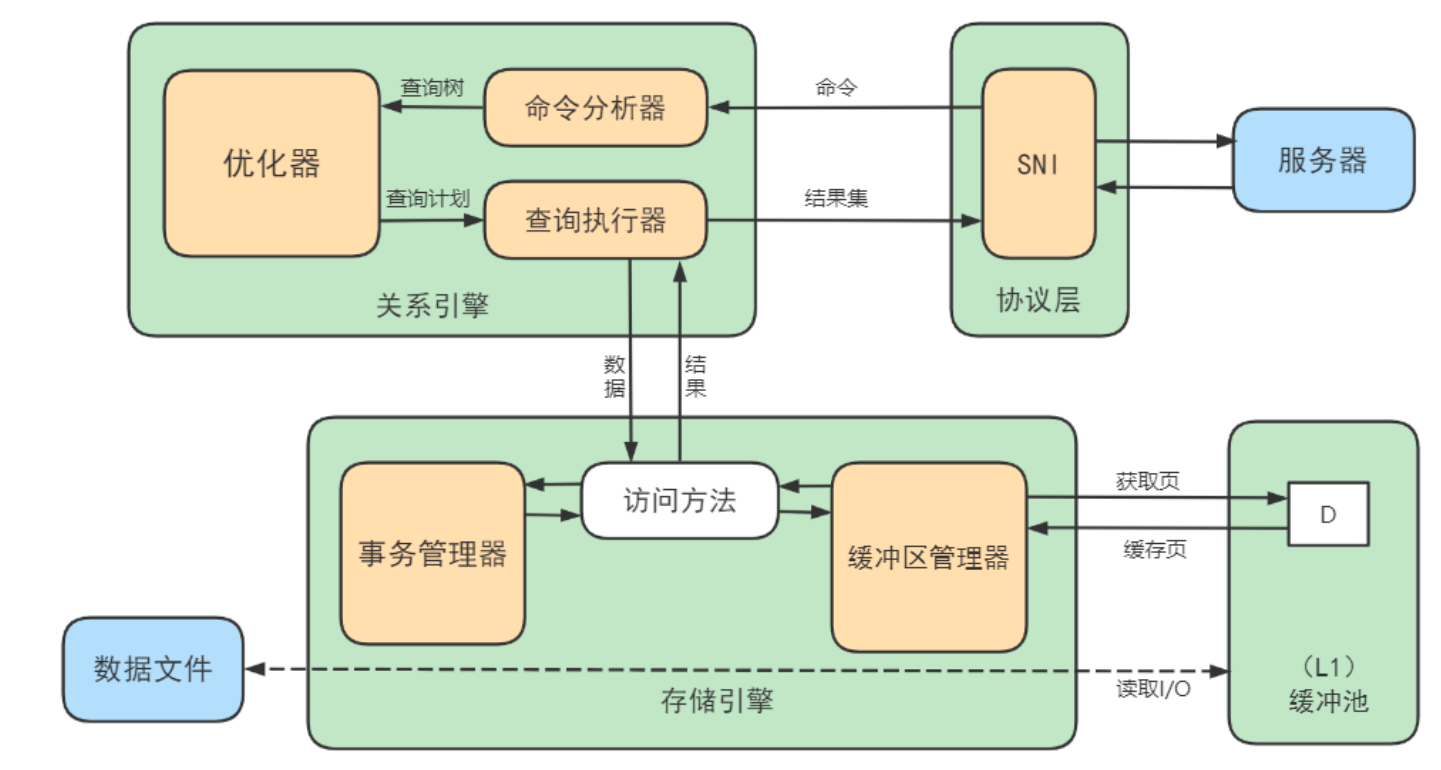 查询树
命令分析器
命令
优化器
SNI
服务器
查询计划
查询执行器
结果集
关系引擎
协议层
数据
结果
访问方法
获取页
D
事务管理器
缓冲区管理器
缓存页
数据文件
存储引擎
读取I/O
（L1）
缓冲池